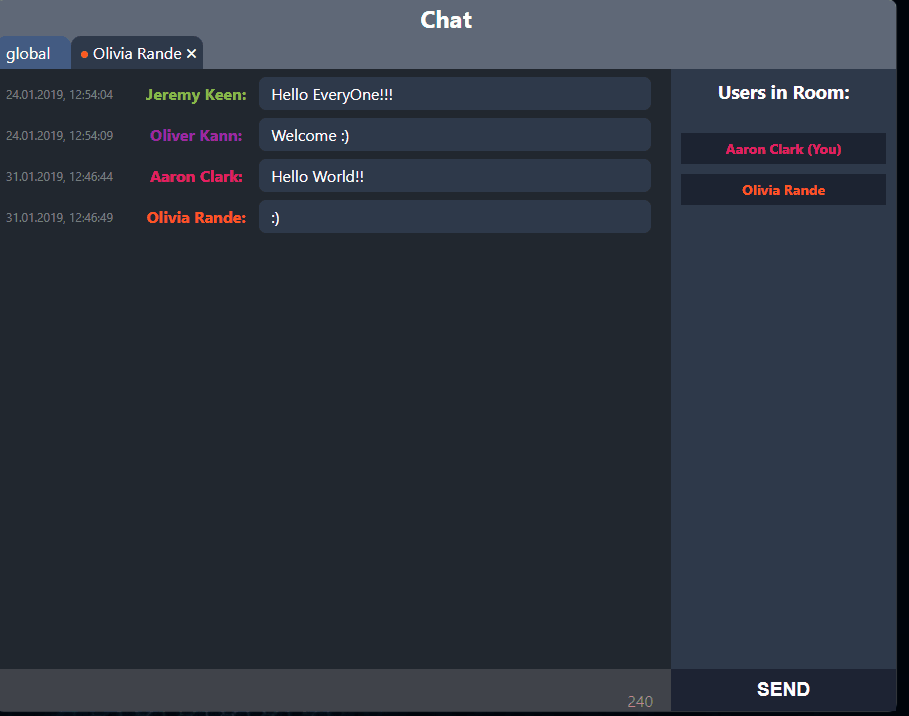 Chat
global
Olivia Rande ×
24.01.2019, 12:54:04 Jeremy Keen: Hello EveryOne!!!
24.01.2019, 12:54:09 Oliver Kann: Welcome :)
31.01.2019, 12:46:44 Aaron Clark: Hello World!!
31.01.2019, 12:46:49 Olivia Rande: :)
Users in Room:
Aaron Clark (You)
Olivia Rande
240
SEND